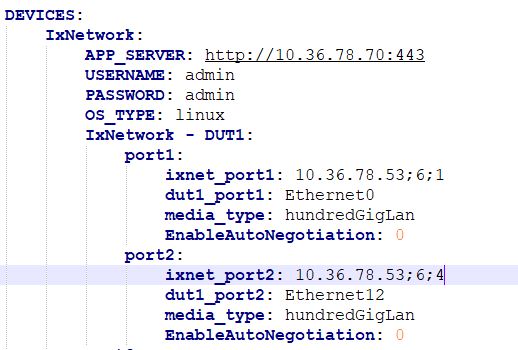 DEVICES:
IxNetwork:
APP_SERVER: http://10.36.78.70:443
USERNAME: admin
PASSWORD: admin
OS_TYPE: linux
IxNetwork - DUT1:
port1:
ixnet_port1: 10.36.78.53;6;1
dut1_port1: Ethernet0
media_type: hundredGigLan
EnableAutoNegotiation: 0
port2:
ixnet_port2: 10.36.78.53;6;4
dut1_port2: Ethernet12
media_type: hundredGigLan
EnableAutoNegotiation: 0